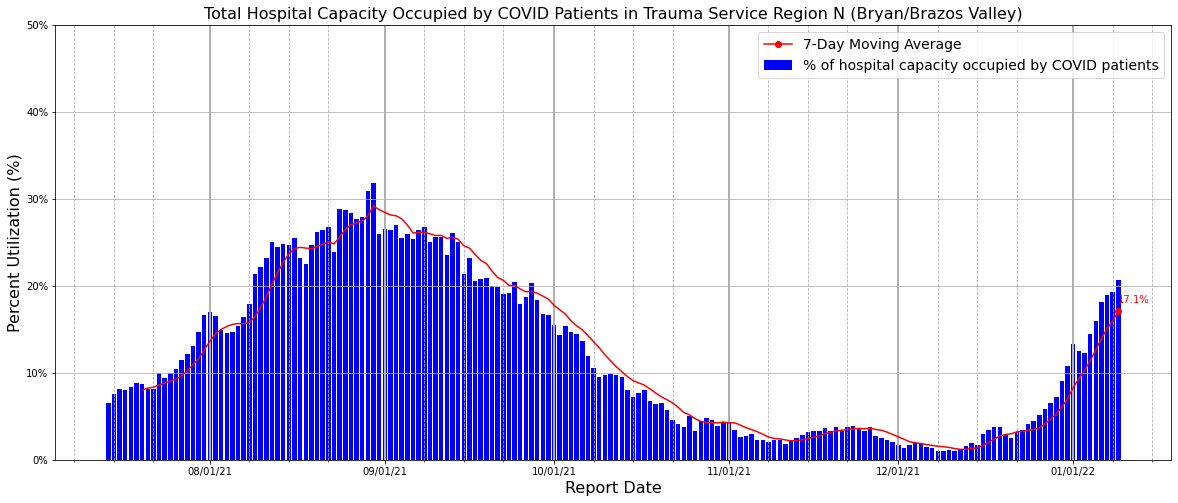 Total Hospital Capacity Occupied by COVID Patients in Trauma Service Region N (Bryan/Brazos Valley)
7-Day Moving Average
% of hospital capacity occupied by COVID patients
Percent Utilization (%)
50%
40%
30%
20%
10%
0%
17.1%
08/01/21
09/01/21
10/01/21
11/01/21
12/01/21
01/01/22
Report Date